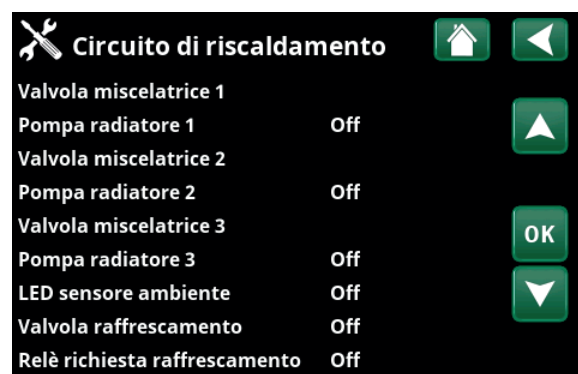 Circuito di riscaldamento
Valvola miscelatrice 1
Pompa radiatore 1 Off
Valvola miscelatrice 2
Pompa radiatore 2 Off
Valvola miscelatrice 3
OK
Pompa radiatore 3 Off
LED sensore ambiente Off
Valvola raffrescamento Off
Relè richiesta raffrescamento Off